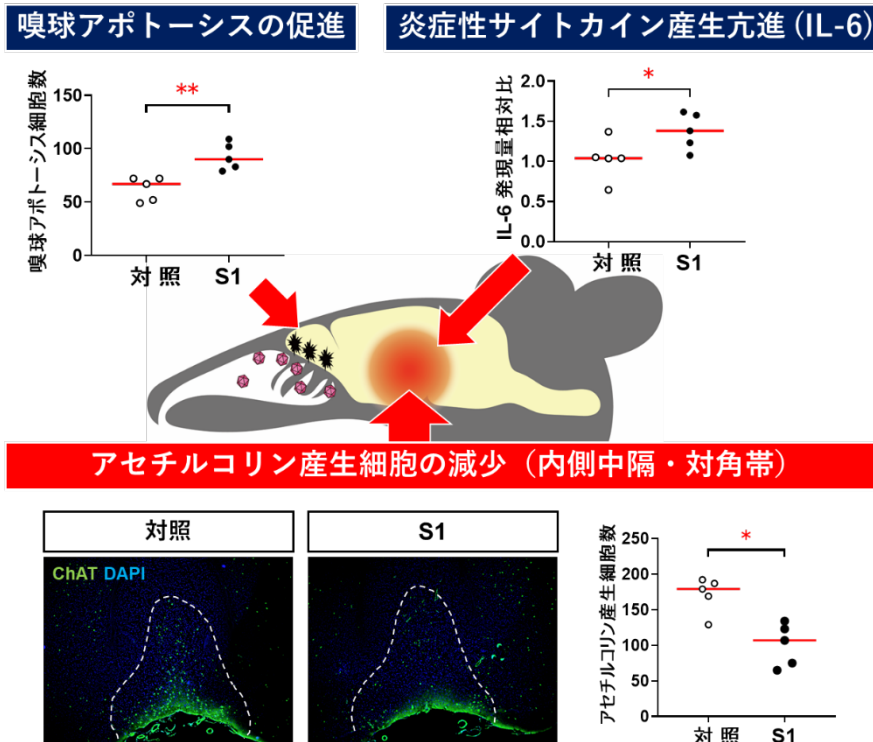 嗅球アポトーシスの促進
炎症性サイトカイン産生亢進 (IL-6)
嗅球アポトーシス細胞数
150
100
50
0
**
対照
S1
IL-6 発現量相対比
2.0
1.5
1.0
0.5
0.0
*
対照
S1
アセチルコリン産生細胞の減少（内側中隔・対角帯）
対照
S1
ChAT DAPI
アセチルコリン産生細胞数
250
200
150
100
50
0
*
対照
S1